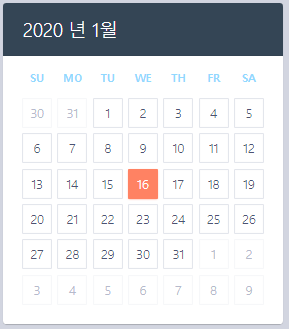 2020 년 1월
SU MO TU WE TH FR SA
30 31 1 2 3 4 5
6 7 8 9 10 11 12
13 14 15 16 17 18 19
20 21 22 23 24 25 26
27 28 29 30 31 1 2
3 4 5 6 7 8 9